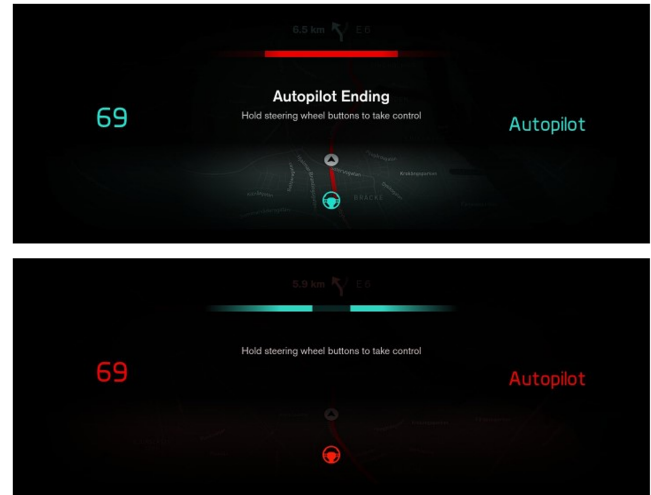 6.5 km E 6
Autopilot Ending
69
Hold steering wheel buttons to take control
Autopilot
BRÄCKE
5.9 km E 6
Hold steering wheel buttons to take control
69
Autopilot